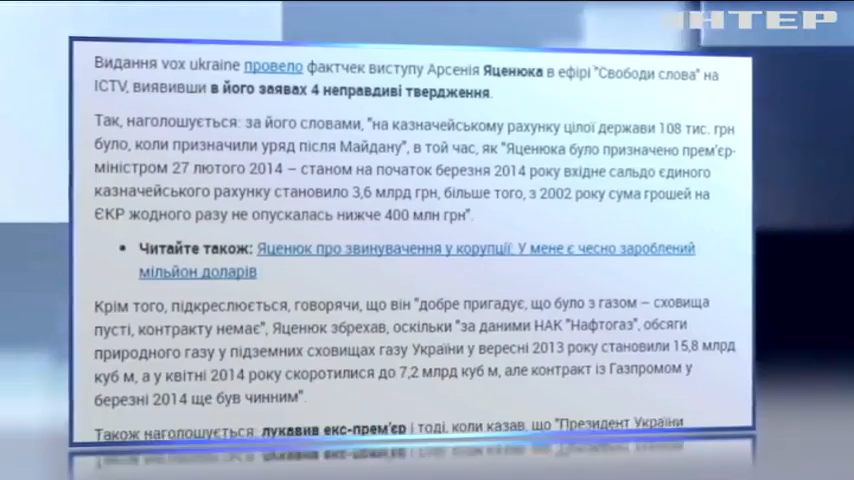 ІНТЕР
Видання vox ukraine провело фактчек виступу Арсенія Яценюка в ефірі "Свободи слова" на
ICTV, виявивши в його заявах 4 неправдиві твердження.
Так, наголошується: за його словами, "на казначейському рахунку цілої держави 108 тис. грн
було, коли призначили уряд після Майдану", в той час, як "Яценюка було призначено прем'єр-
міністром 27 лютого 2014 – станом на початок березня 2014 року вхідне сальдо єдиного
казначейського рахунку становило 3,6 млрд грн, більше того, з 2002 року сума грошей на
ЄКР жодного разу не опускалась нижче 400 млн грн".
• Читайте також: Яценюк про звинувачення у корупції: У мене є чесно зароблений
мільйон доларів
Крім того, підкреслюється, говорячи, що він "добре пригадує, що було з газом – сховища
пусті, контракту немає", Яценюк збрехав, оскільки "за даними НАК "Нафтогаз", обсяги
природного газу у підземних сховищах газу України у вересні 2013 року становили 15,8 млрд
куб м, а у квітні 2014 року скоротилися до 7,2 млрд куб м, але контракт із Газпромом у
березні 2014 ще був чинним".
Також наголошується: лукавив екс-прем'єр і тоді, коли казав, що "Президент України